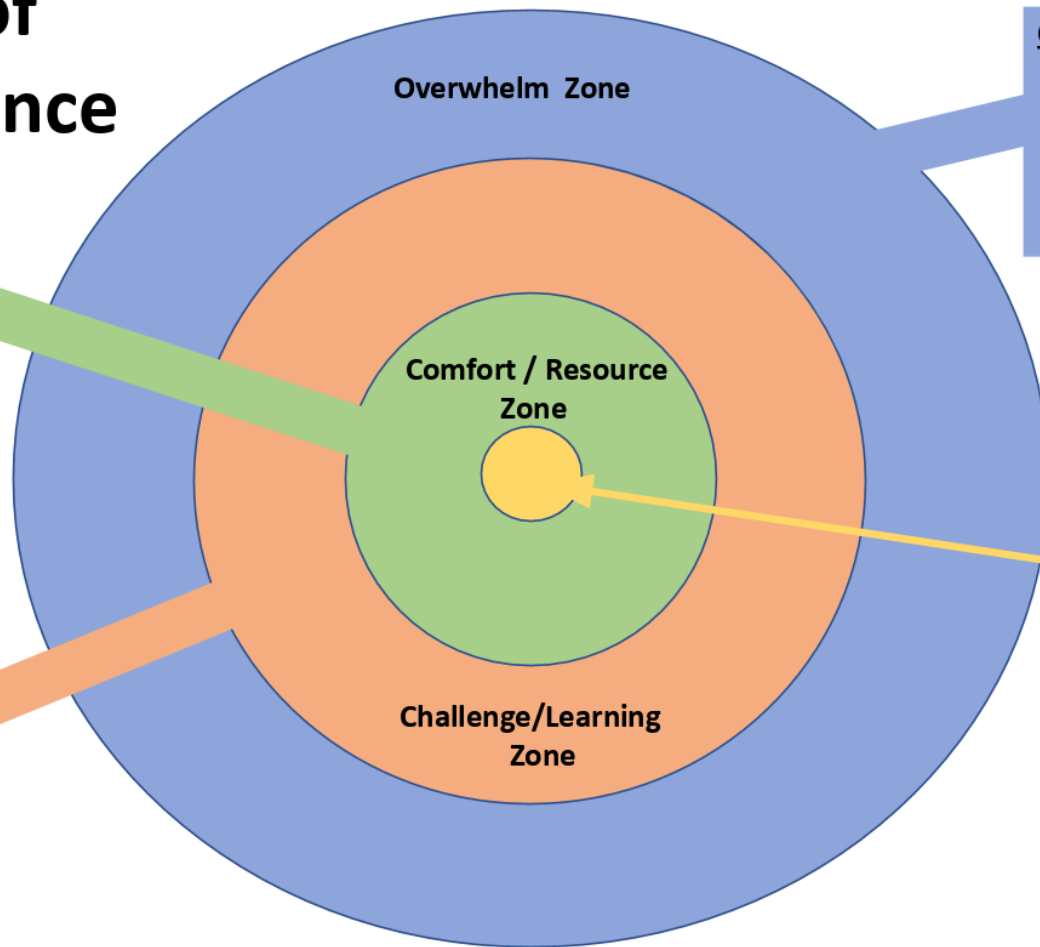 of
nce
Overwhelm Zone
Comfort / Resource
Zone
Challenge/Learning
Zone